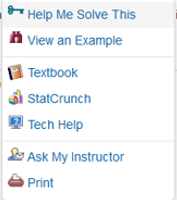 Help Me Solve This
View an Example
Textbook
StatCrunch
Tech Help
Ask My Instructor
Print